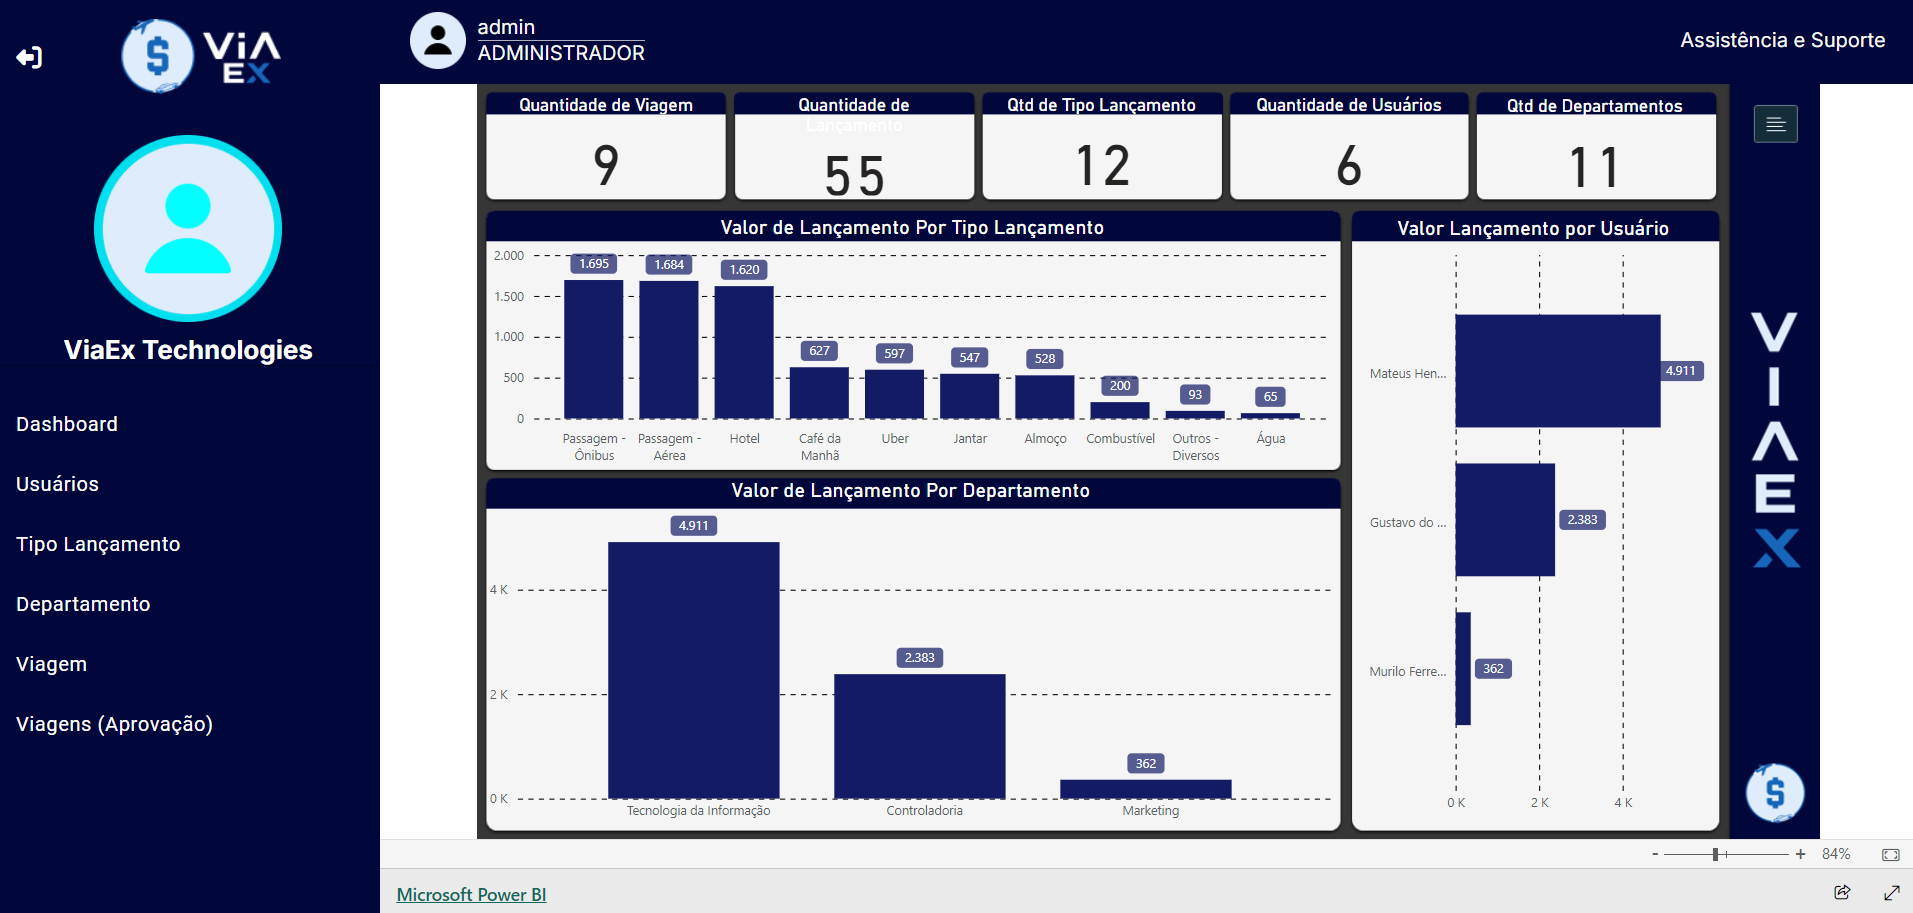 ViA
EX
admin
ADMINISTRADOR
Assistência e Suporte
ViaEx Technologies
Dashboard
Usuários
Tipo Lançamento
Departamento
Viagem
Viagens (Aprovação)
Quantidade de Viagem
9
Quantidade de
Lançamento
55
Qtd de Tipo Lançamento
12
Quantidade de Usuários
6
Qtd de Departamentos
11
Valor de Lançamento Por Tipo Lançamento
2.000
1.500
1.000
500
0
1.695
1.684
1.620
627
597
547
528
200
93
65
Passagem -
Ônibus
Passagem -
Aérea
Hotel
Café da
Manhã
Uber
Jantar
Almoço
Combustível
Outros -
Diversos
Água
Valor de Lançamento Por Departamento
4 K
2 K
0 K
4.911
2.383
362
Tecnologia da Informação
Controladoria
Marketing
Valor Lançamento por Usuário
Mateus Hen...
4.911
Gustavo do ...
2.383
Murilo Ferre...
362
0 K
2 K
4 K
V
I
A
E
X
$
- + 84%
Microsoft Power BI